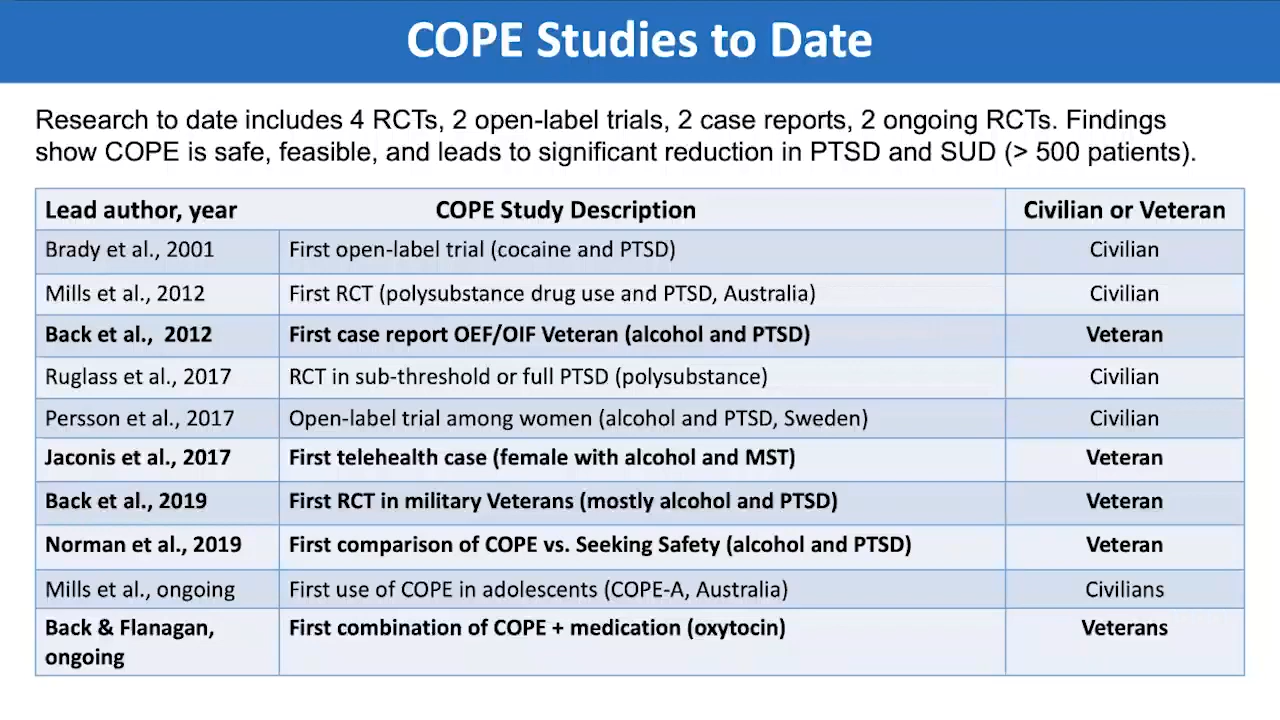 COPE Studies to Date
Research to date includes 4 RCTs, 2 open-label trials, 2 case reports, 2 ongoing RCTs. Findings
show COPE is safe, feasible, and leads to significant reduction in PTSD and SUD (> 500 patients).
Lead author, year COPE Study Description Civilian or Veteran
Brady et al., 2001 First open-label trial (cocaine and PTSD) Civilian
Mills et al., 2012 First RCT (polysubstance drug use and PTSD, Australia) Civilian
Back et al., 2012 First case report OEF/OIF Veteran (alcohol and PTSD) Veteran
Ruglass et al., 2017 RCT in sub-threshold or full PTSD (polysubstance) Civilian
Persson et al., 2017 Open-label trial among women (alcohol and PTSD, Sweden) Civilian
Jaconis et al., 2017 First telehealth case (female with alcohol and MST) Veteran
Back et al., 2019 First RCT in military Veterans (mostly alcohol and PTSD) Veteran
Norman et al., 2019 First comparison of COPE vs. Seeking Safety (alcohol and PTSD) Veteran
Mills et al., ongoing First use of COPE in adolescents (COPE-A, Australia) Civilians
Back & Flanagan, First combination of COPE + medication (oxytocin) Veterans
ongoing